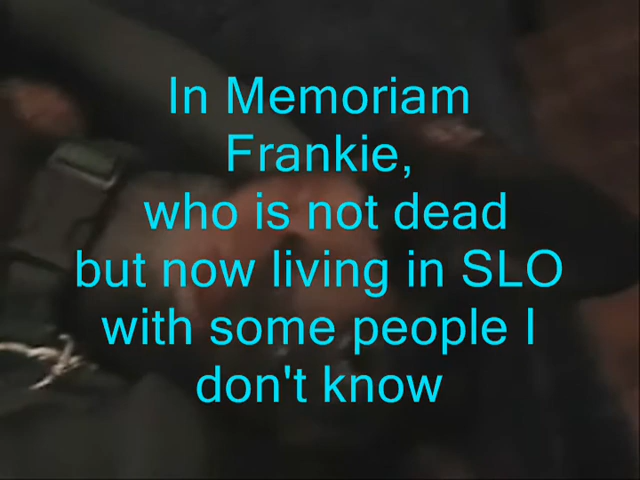 In Memoriam
Frankie,
who is not dead
but now living in SLO
with some people I
don't know